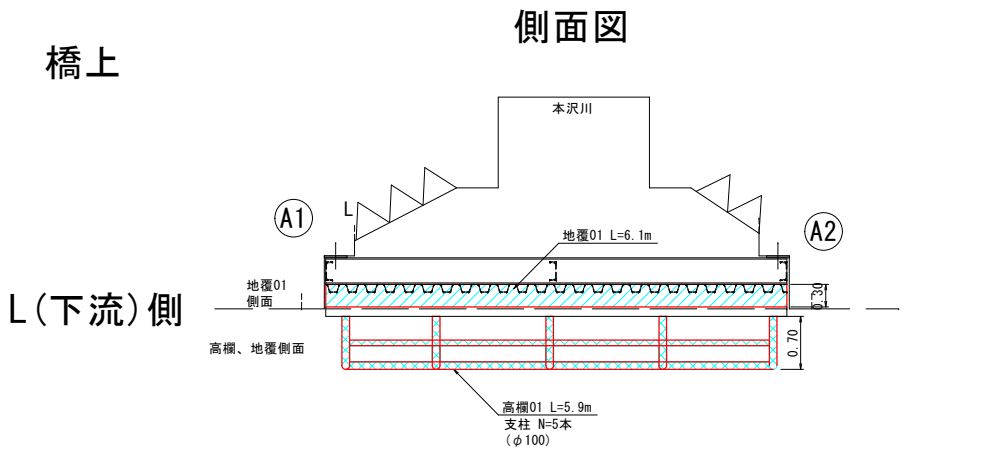 側面図
橋上
本沢川
L
A1
A2
地覆01 L=6.1m
地覆01
側面
0.30
L(下流)側
高欄、地覆側面
0.70
高欄01 L=5.9m
支柱 N=5本
(φ100)